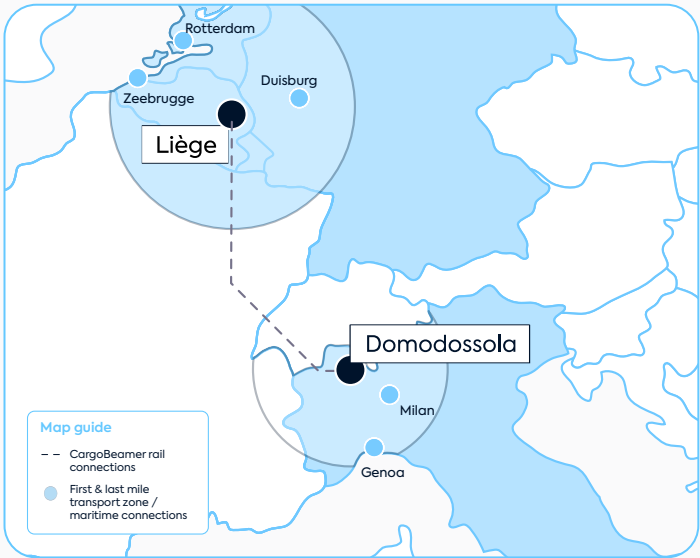 Rotterdam
Duisburg
Zeebrugge
Liège
Domodossola
Milan
Genoa
Map guide
CargoBeamer rail
connections
First & last mile
transport zone /
maritime connections